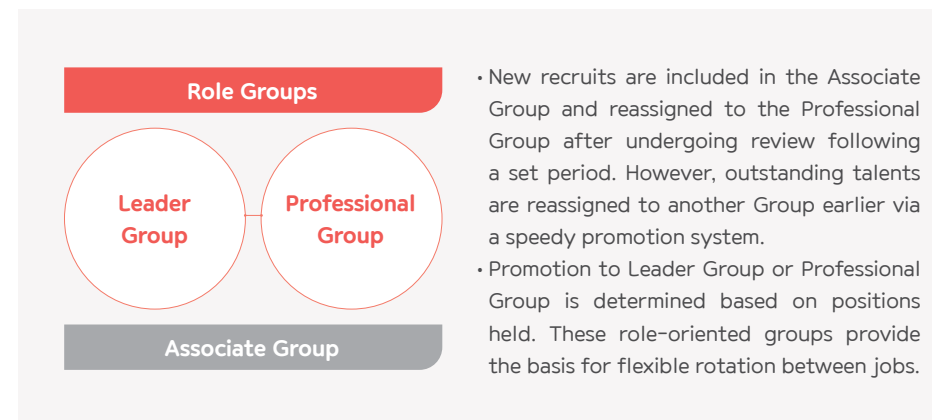 Role Groups
Leader
Group
Professional
Group
Associate Group
• New recruits are included in the Associate
Group and reassigned to the Professional
Group after undergoing review following
a set period. However, outstanding talents
are reassigned to another Group earlier via
a speedy promotion system.
• Promotion to Leader Group or Professional
Group is determined based on positions
held. These role-oriented groups provide
the basis for flexible rotation between jobs.